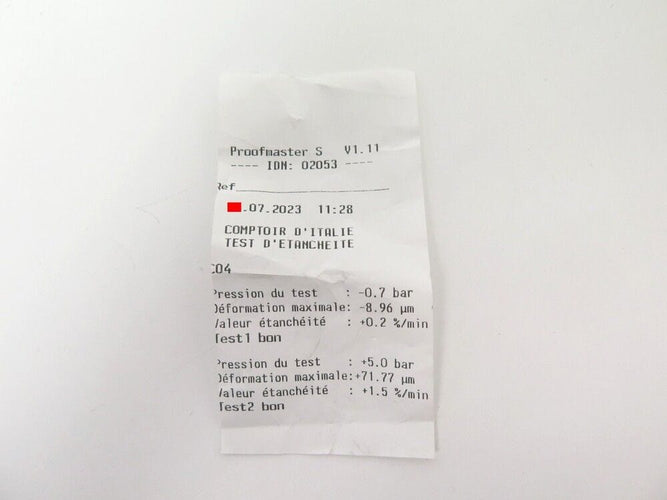 Proofmaster S V1.11
---- IDN: 02053 ----
Ref
.07.2023 11:28
COMPTOIR D'ITALIE
TEST D'ETANCHEITE
C04
Pression du test : -0.7 bar
Déformation maximale: -8.96 µm
Valeur étanchéité : +0.2 %/min
Test1 bon
Pression du test : +5.0 bar
Déformation maximale:+71.77 µm
Valeur étanchéité : +1.5 %/min
Test2 bon